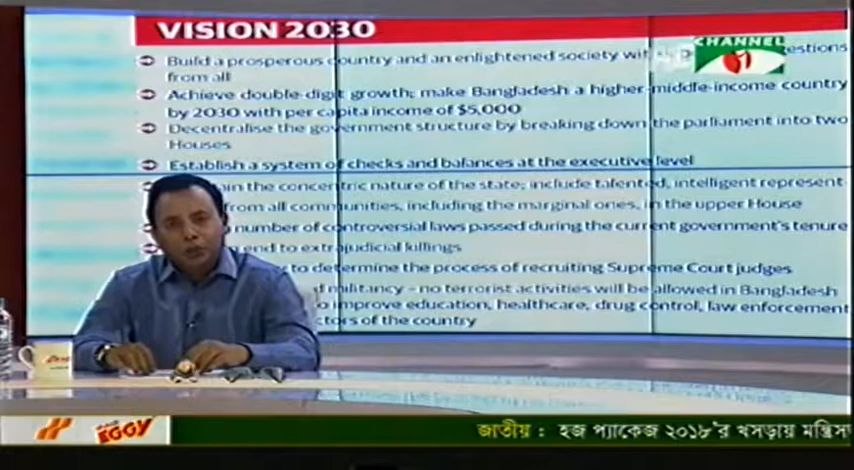 VISION 2030
Build a prosperous country and an enlightened society with
from all
CHANNEL
Achieve double-digit growth; make Bangladesh a higher-middle-income country
by 2030 with per capita income of $5,000
Decentralise the government structure by breaking down the parliament into two
Houses
Establish a system of checks and balances at the executive level
the concentric nature of the state; include talented, intelligent represent
from all communities, including the marginal ones, in the upper House
number of controversial laws passed during the current government's tenure
end to extrajudicial killings
to determine the process of recruiting Supreme Court judges
of militancy – no terrorist activities will be allowed in Bangladesh
to improve education, healthcare, drug control, law enforcement
of the country
EGGY
জাতীয় : হজ প্যাকেজ ২০১৮'র খসড়ায়